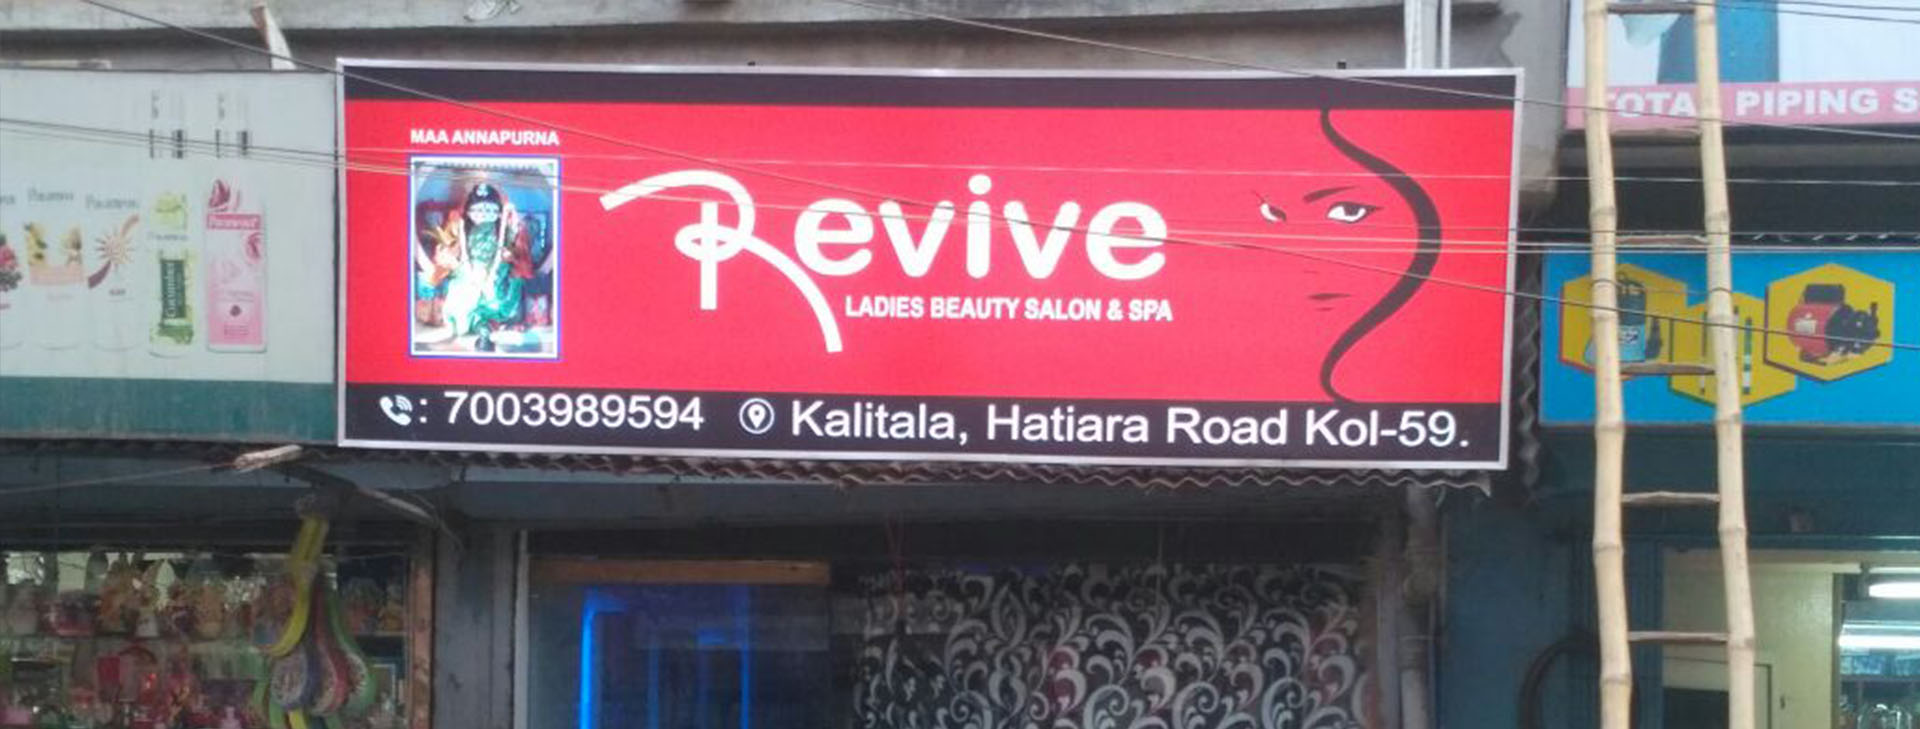 MAA ANNAPURNA
Revive
LADIES BEAUTY SALON & SPA
: 7003989594 Kalitala, Hatiara Road Kol-59.
PIPING S